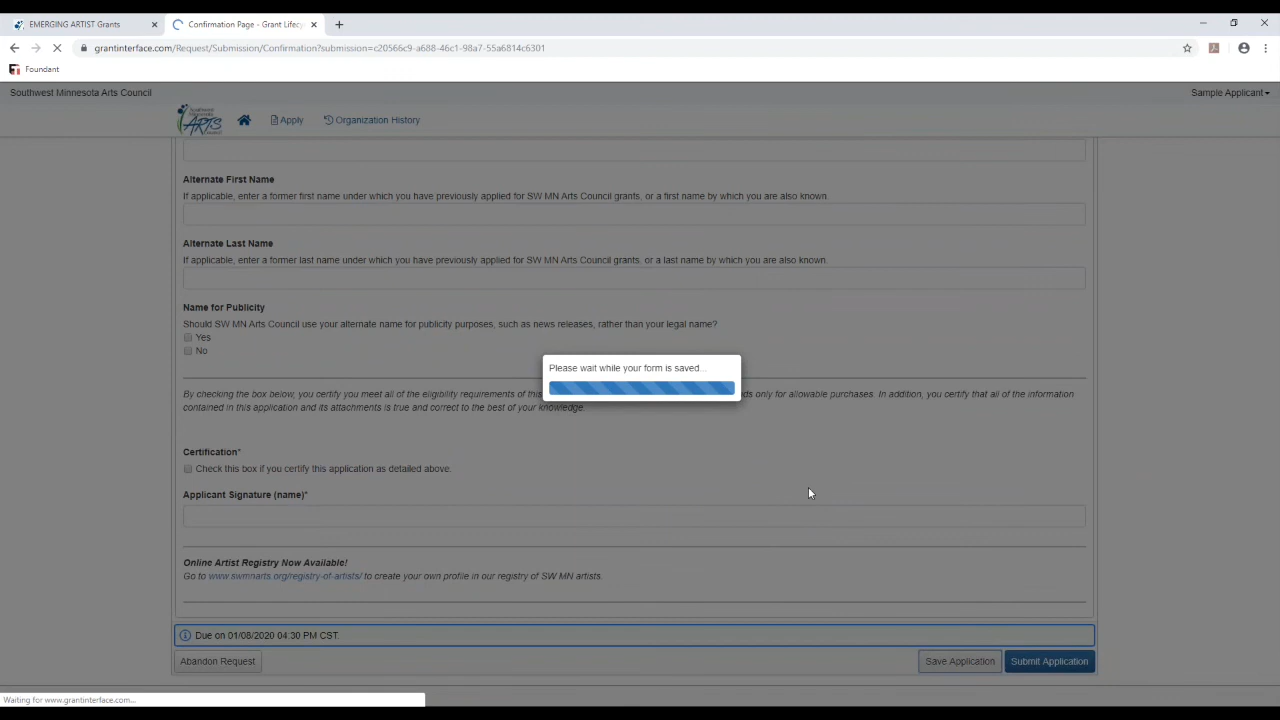 EMERGING ARTIST Grants
Confirmation Page - Grant Lifecy
grantinterface.com/Request/Submission/Confirmation?submission=c20566c9-a688-46c1-98a7-55a6814c6301
Foundant
Southwest Minnesota Arts Council
Sample Applicant
Southwest Minnesota ARTS Council
Apply
Organization History
Alternate First Name
If applicable, enter a former first name under which you have previously applied for SW MN Arts Council grants, or a first name by which you are also known.
Alternate Last Name
If applicable, enter a former last name under which you have previously applied for SW MN Arts Council grants, or a last name by which you are also known.
Name for Publicity
Should SW MN Arts Council use your alternate name for publicity purposes, such as news releases, rather than your legal name?
Yes
No
Please wait while your form is saved...
By checking the box below, you certify you meet all of the eligibility requirements of this ds only for allowable purchases. In addition, you certify that all of the information
contained in this application and its attachments is true and correct to the best of your knowledge.
Certification*
Check this box if you certify this application as detailed above.
Applicant Signature (name)*
Online Artist Registry Now Available!
Go to www.swmnarts.org/registry-of-artists/ to create your own profile in our registry of SW MN artists.
Due on 01/08/2020 04:30 PM CST.
Abandon Request
Save Application
Submit Application
Waiting for www.grantinterface.com...